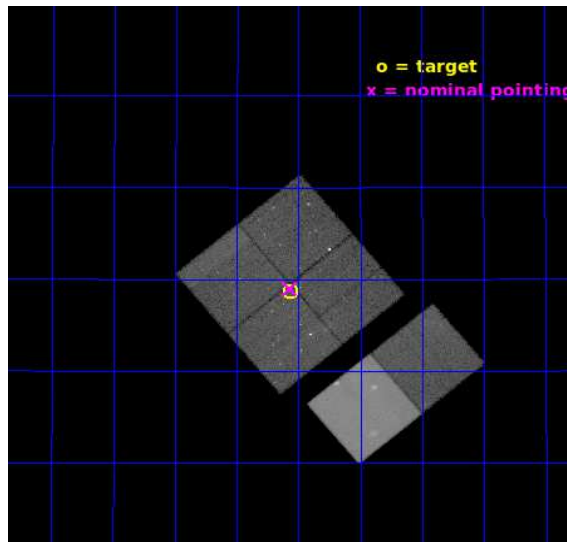 o = target
x = nominal pointing